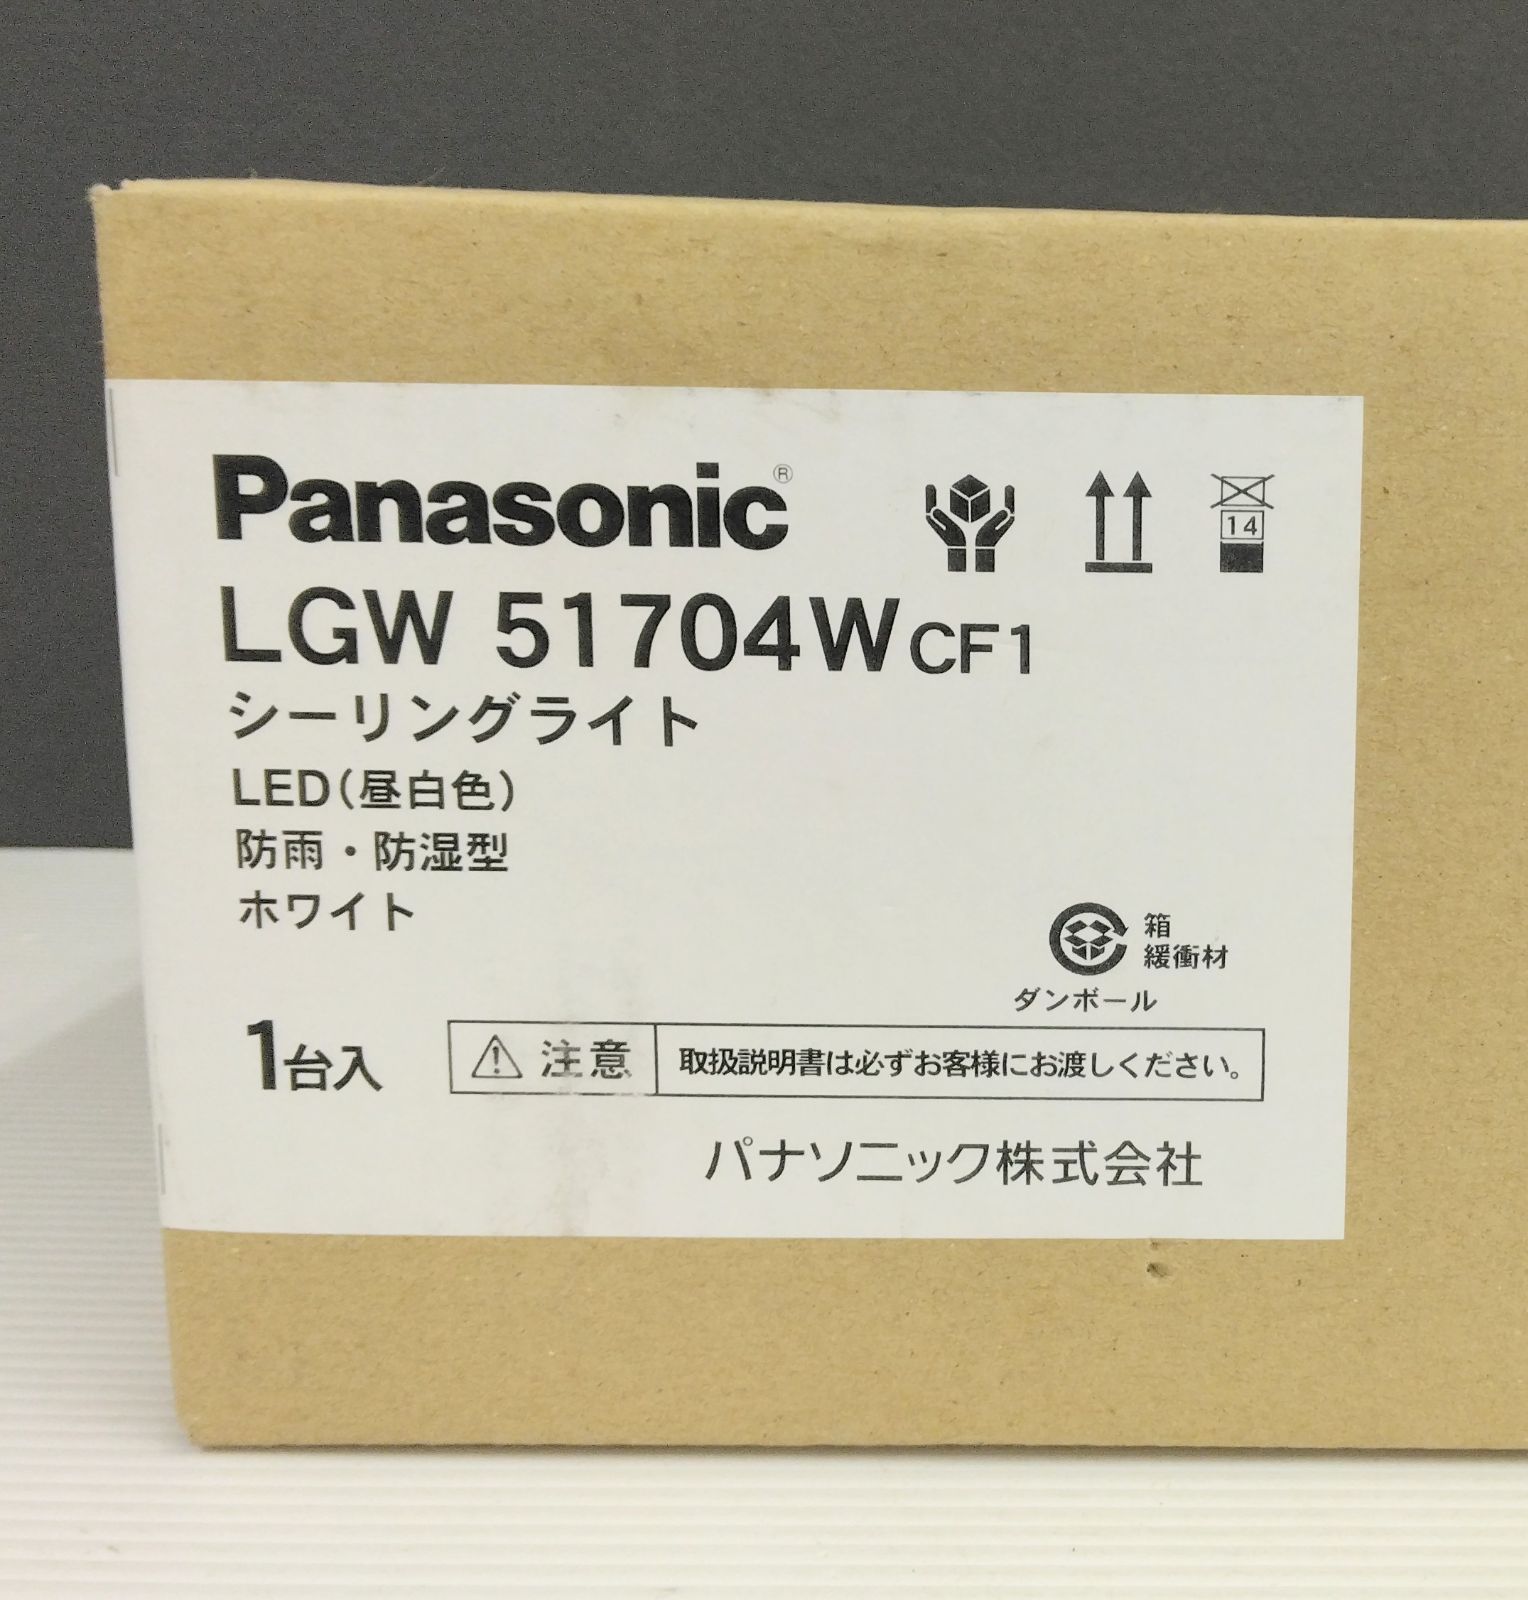 Panasonic®
14
LGW 51704W CF1
シーリングライト
LED(昼白色)
防雨・防湿型
ホワイト
箱
緩衝材
ダンボール
1台入
注意 取扱説明書は必ずお客様にお渡しください。
パナソニック株式会社